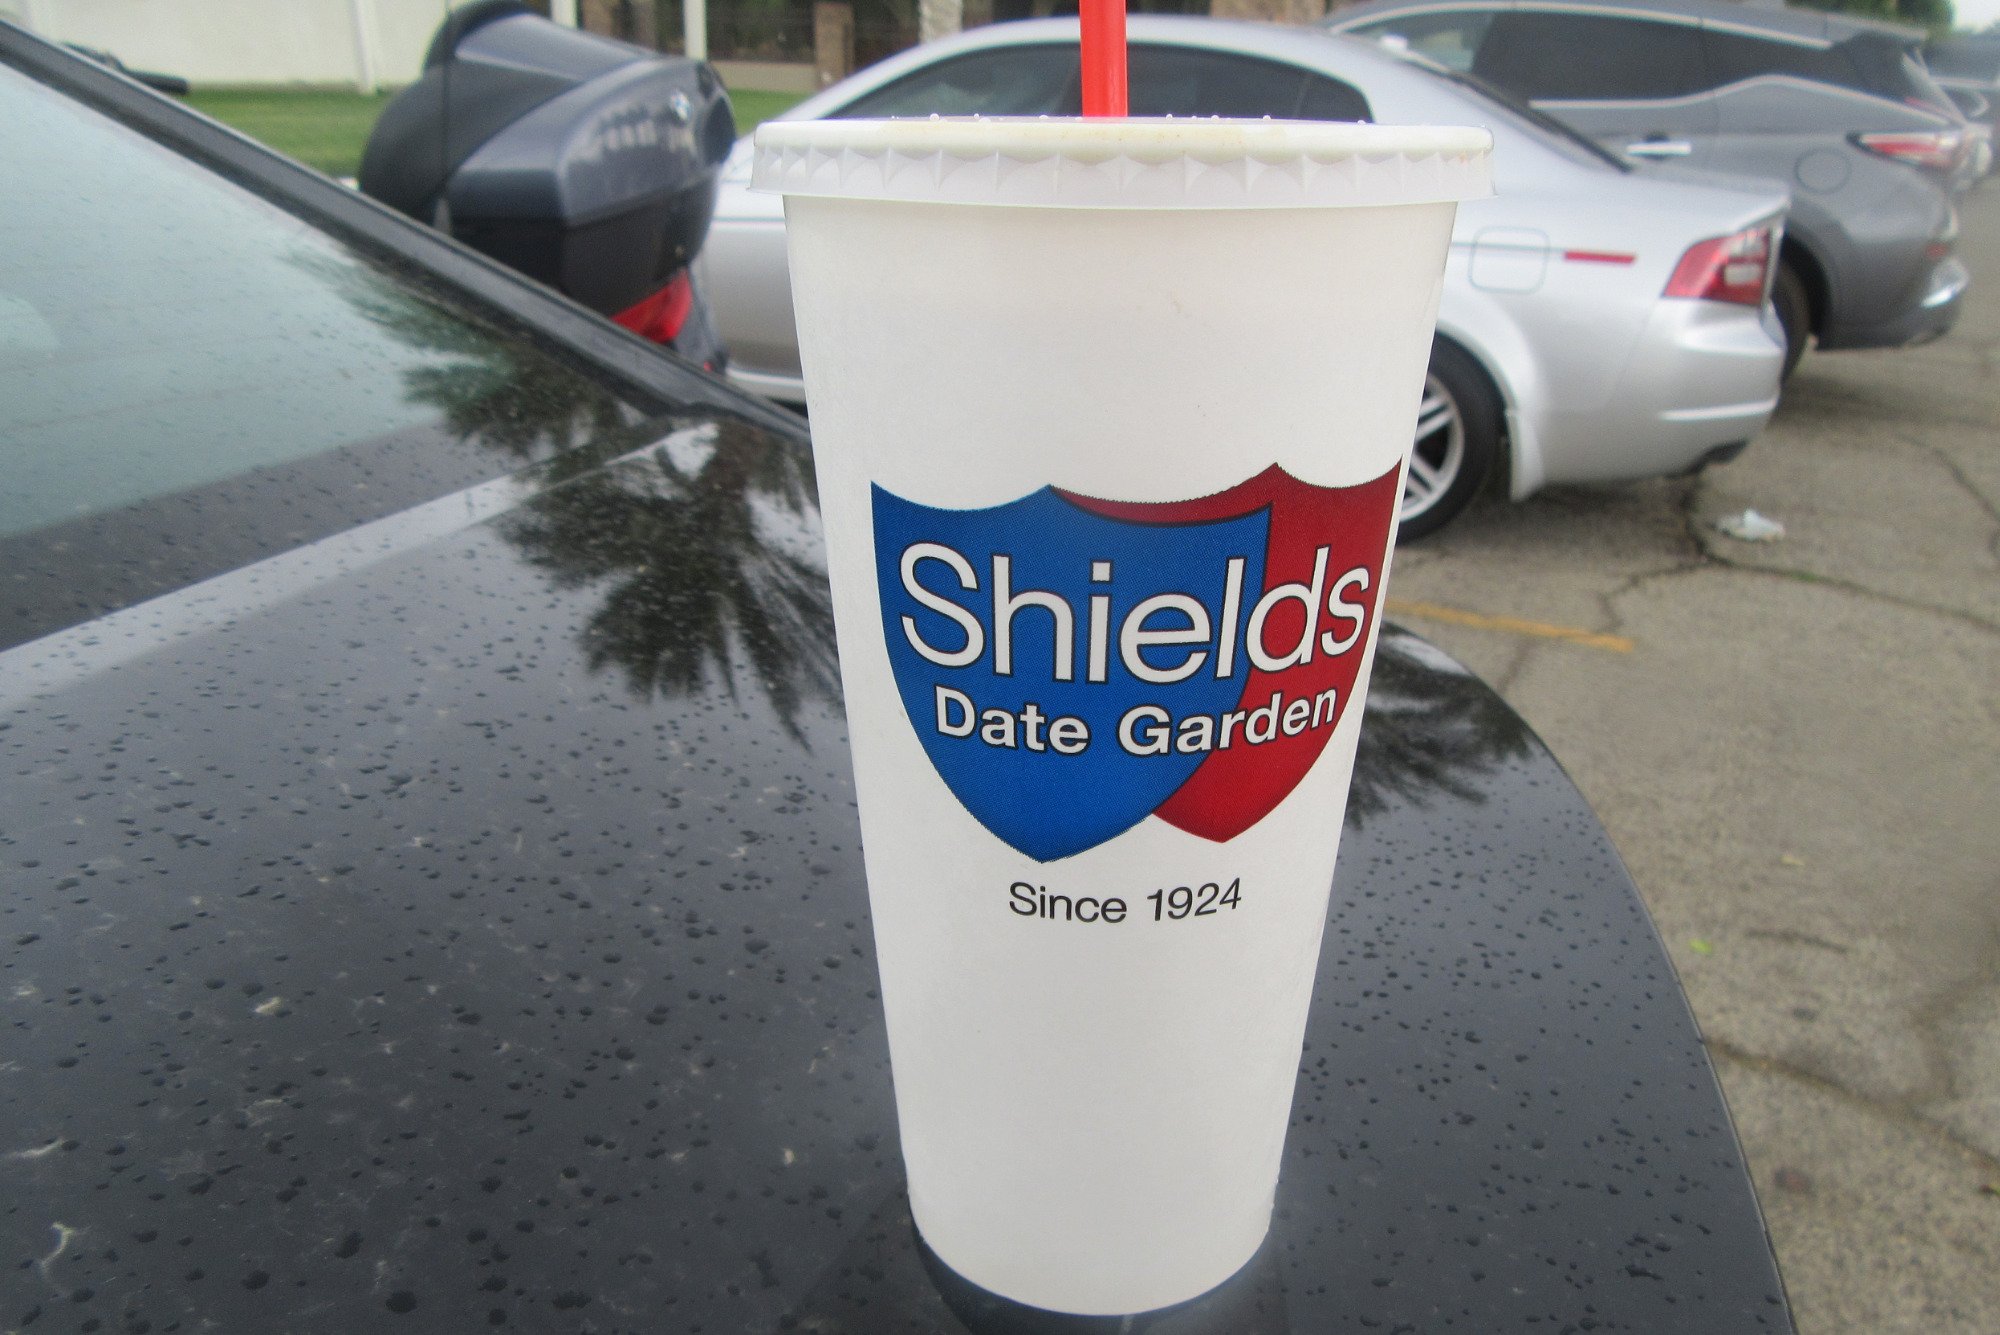 Shields
Date Garden
Since 1924